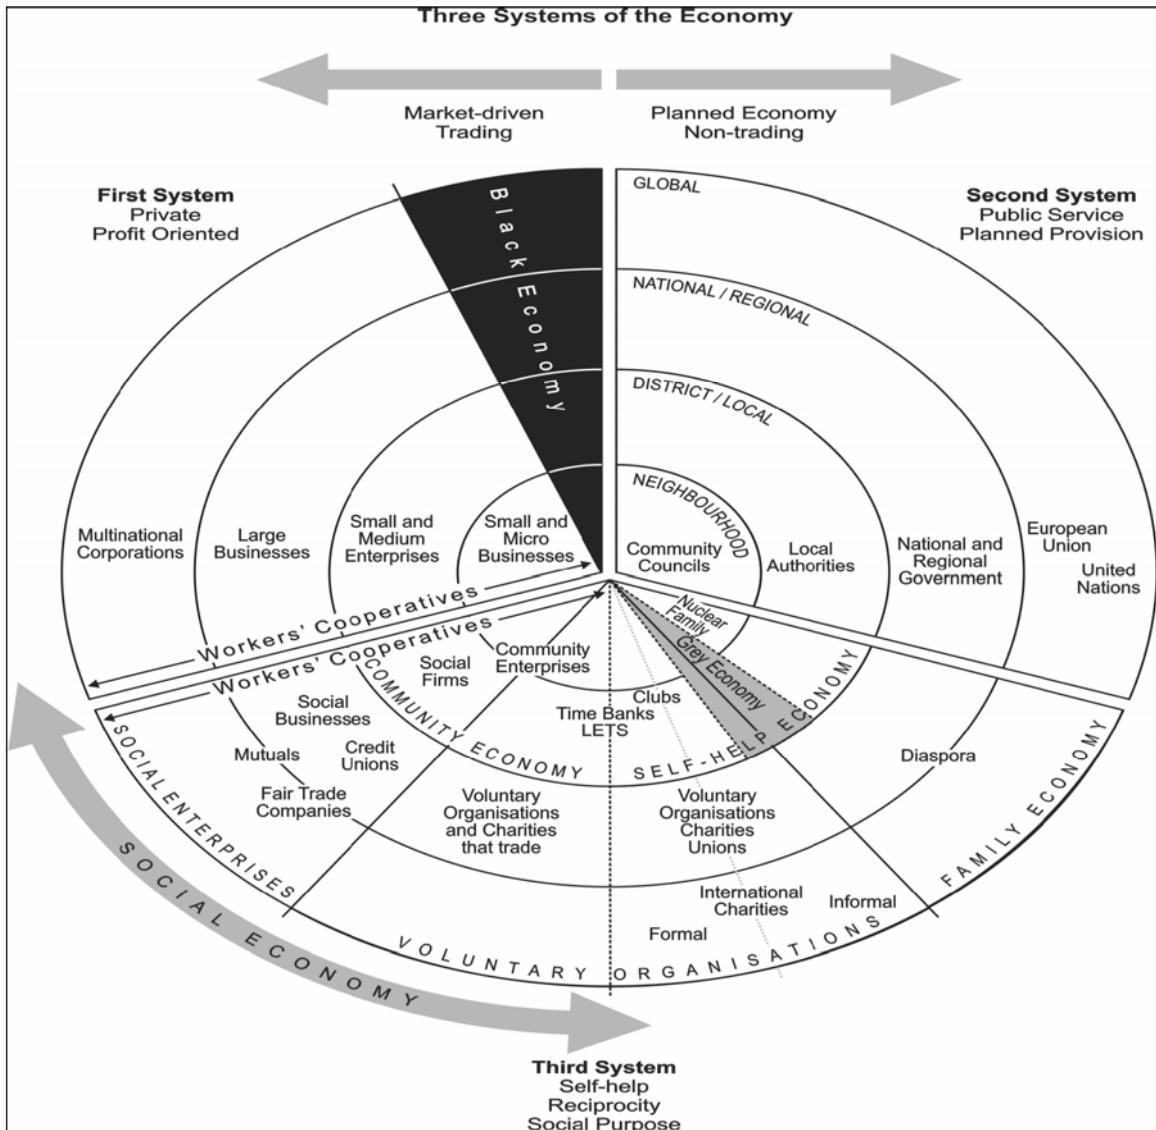 Three Systems of the Economy
Market-driven
Trading
Planned Economy
Non-trading
First System
Private
Profit Oriented
Second System
Public Service
Planned Provision
Black Economy
GLOBAL
NATIONAL / REGIONAL
DISTRICT / LOCAL
NEIGHBOURHOOD
Multinational
Corporations
Large
Businesses
Small and
Medium
Enterprises
Small and
Micro
Businesses
Community
Councils
Local
Authorities
National and
Regional
Government
European
Union
United
Nations
Workers' Cooperatives
Workers' Cooperatives
Nuclear
Family
Grey Economy
Community
Enterprises
Social
Firms
Social
Businesses
Mutuals
Credit
Unions
Fair Trade
Companies
Clubs
Time Banks
LETS
COMMUNITY ECONOMY
SELF-HELP ECONOMY
Diaspora
Voluntary
Organisations
and Charities
that trade
Voluntary
Organisations
Charities
Unions
International
Charities
Informal
Formal
SOCIAL ENTERPRISES
VOLUNTARY ORGANISATIONS
FAMILY ECONOMY
SOCIAL ECONOMY
Third System
Self-help
Reciprocity
Social Purpose